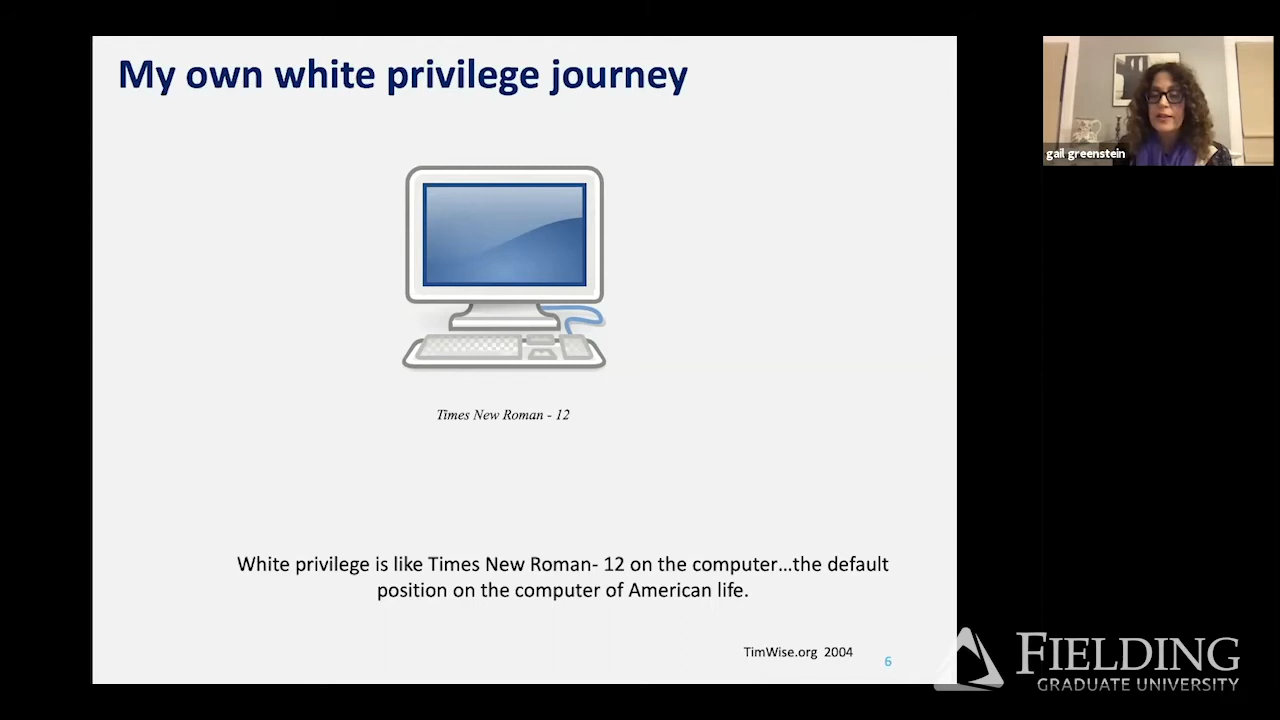 My own white privilege journey
gail greenstein
Times New Roman - 12
White privilege is like Times New Roman- 12 on the computer...the default
position on the computer of American life.
TimWise.org 2004
6
FIELDING
GRADUATE UNIVERSITY